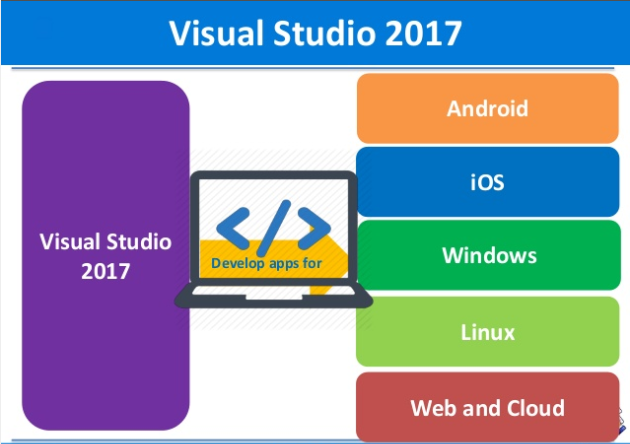 Visual Studio 2017
Visual Studio
2017
</>
Develop apps for
Android
iOS
Windows
Linux
Web and Cloud